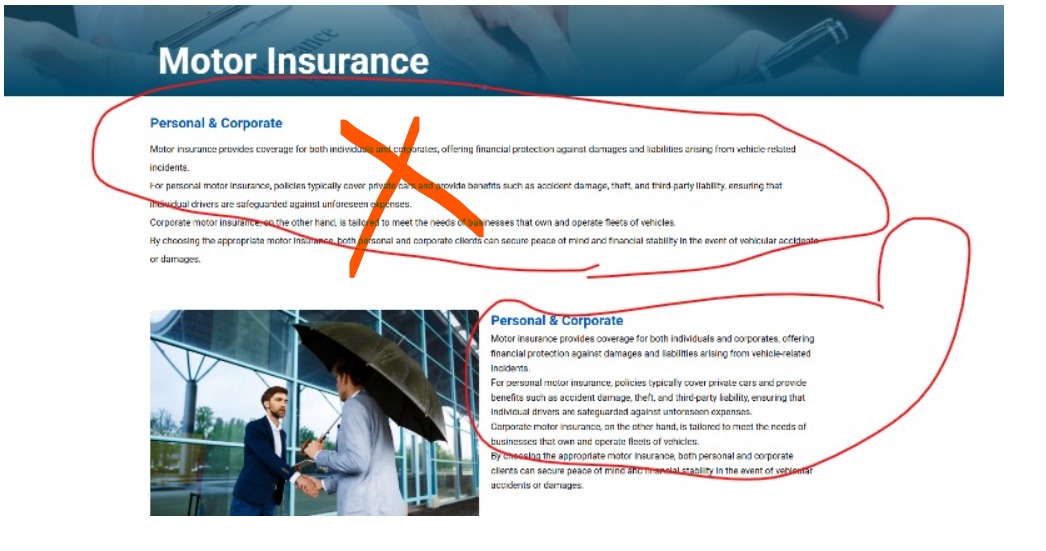 Motor Insurance
Personal & Corporate
Motor insurance provides coverage for both individuals and corporates, offering financial protection against damages and liabilities arising from vehicle-related
incidents.
For personal motor insurance, policies typically cover private cars and provide benefits such as accident damage, theft, and third-party liability, ensuring that
individual drivers are safeguarded against unforeseen expenses.
Corporate motor insurance, on the other hand, is tailored to meet the needs of businesses that own and operate fleets of vehicles.
By choosing the appropriate motor insurance, both personal and corporate clients can secure peace of mind and financial stability in the event of vehicular accidents
or damages.
Personal & Corporate
Motor insurance provides coverage for both individuals and corporates, offering
financial protection against damages and liabilities arising from vehicle-related
incidents.
For personal motor insurance, policies typically cover private cars and provide
benefits such as accident damage, theft, and third-party liability, ensuring that
individual drivers are safeguarded against unforeseen expenses.
Corporate motor insurance, on the other hand, is tailored to meet the needs of
businesses that own and operate fleets of vehicles.
By choosing the appropriate motor insurance, both personal and corporate
clients can secure peace of mind and financial stability in the event of vehicular
accidents or damages.